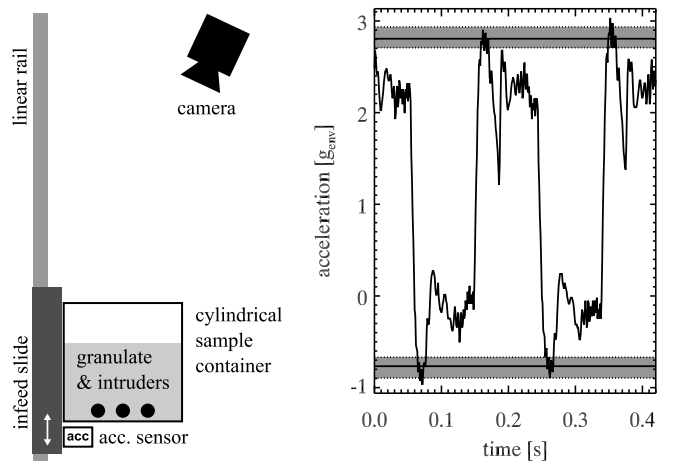 linear rail
camera
infeed slide
cylindrical
sample
container
granulate
& intruders
acc
acc. sensor
acceleration [genv]
3
2
1
0
-1
0.0 0.1 0.2 0.3 0.4
time [s]